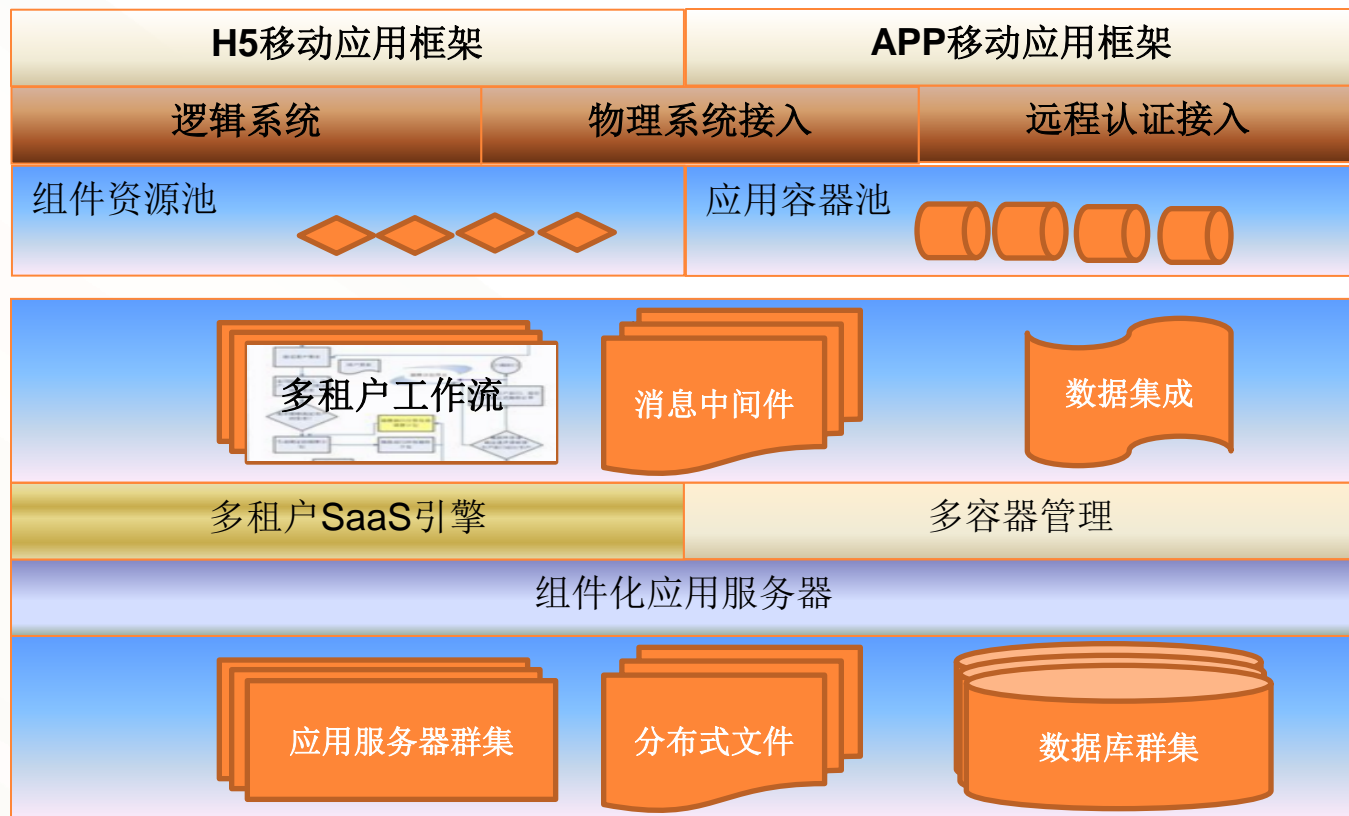 H5移动应用框架
APP移动应用框架
逻辑系统
物理系统接入
远程认证接入
组件资源池
应用容器池
多租户工作流
消息中间件
数据集成
多租户SaaS引擎
多容器管理
组件化应用服务器
应用服务器群集
分布式文件
数据库群集